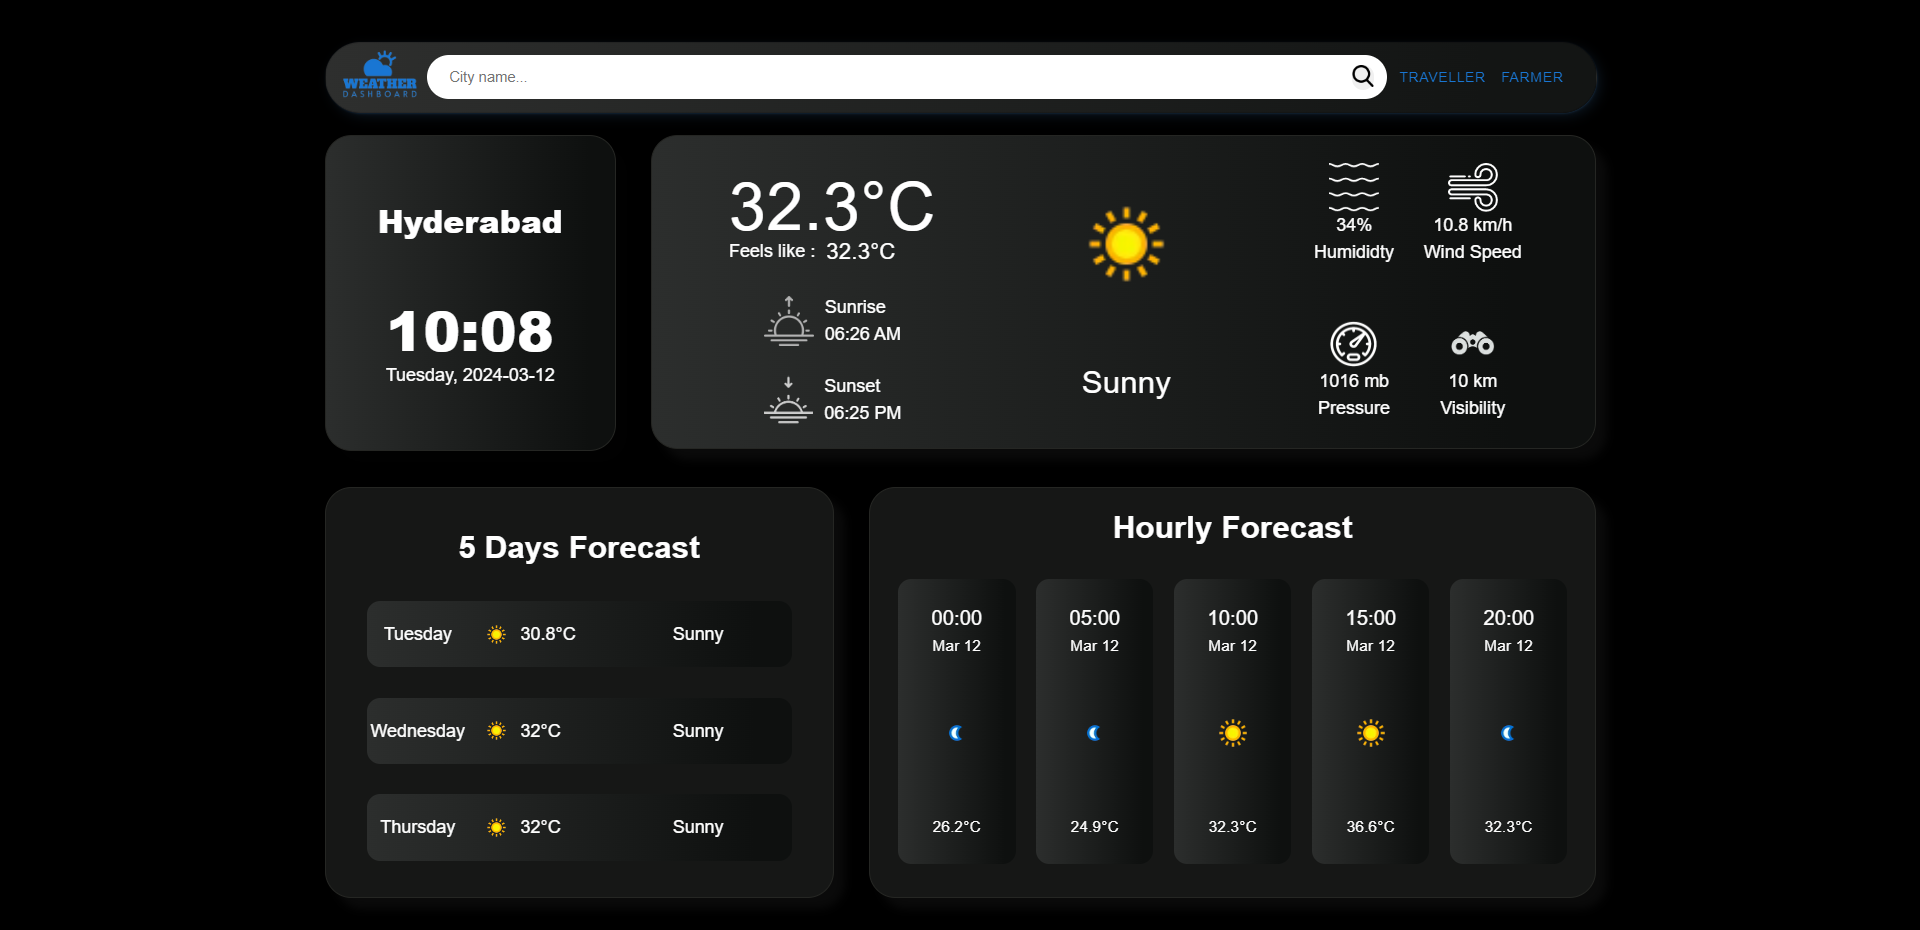 WEATHER
DASHBOARD
City name...
TRAVELLER FARMER
Hyderabad
10:08
Tuesday, 2024-03-12
32.3°C
Feels like : 32.3°C
Sunrise
06:26 AM
Sunset
06:25 PM
Sunny
34%
Humididty
10.8 km/h
Wind Speed
1016 mb
Pressure
10 km
Visibility
5 Days Forecast
Tuesday 30.8°C Sunny
Wednesday 32°C Sunny
Thursday 32°C Sunny
Hourly Forecast
00:00
Mar 12
26.2°C
05:00
Mar 12
24.9°C
10:00
Mar 12
32.3°C
15:00
Mar 12
36.6°C
20:00
Mar 12
32.3°C